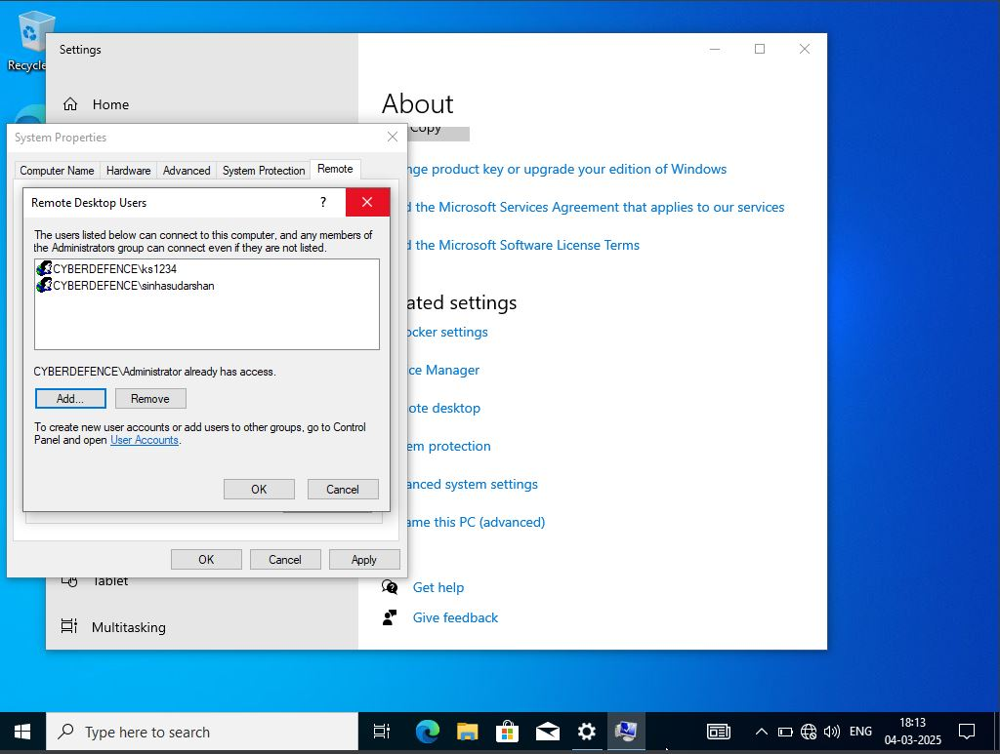 Recycle
Settings
Home
About
Copy
nge product key or upgrade your edition of Windows
d the Microsoft Services Agreement that applies to our services
d the Microsoft Software License Terms
ated settings
ocker settings
ce Manager
ote desktop
em protection
anced system settings
ame this PC (advanced)
Get help
Give feedback
System Properties
Computer Name Hardware Advanced System Protection Remote
Remote Desktop Users ?
The users listed below can connect to this computer, and any members of
the Administrators group can connect even if they are not listed.
CYBERDEFENCE\ks1234
CYBERDEFENCE\sinhasudarshan
CYBERDEFENCE\Administrator already has access.
Add... Remove
To create new user accounts or add users to other groups, go to Control
Panel and open User Accounts.
OK Cancel
OK Cancel Apply
Tablet
Multitasking
Type here to search
ENG
18:13
04-03-2025